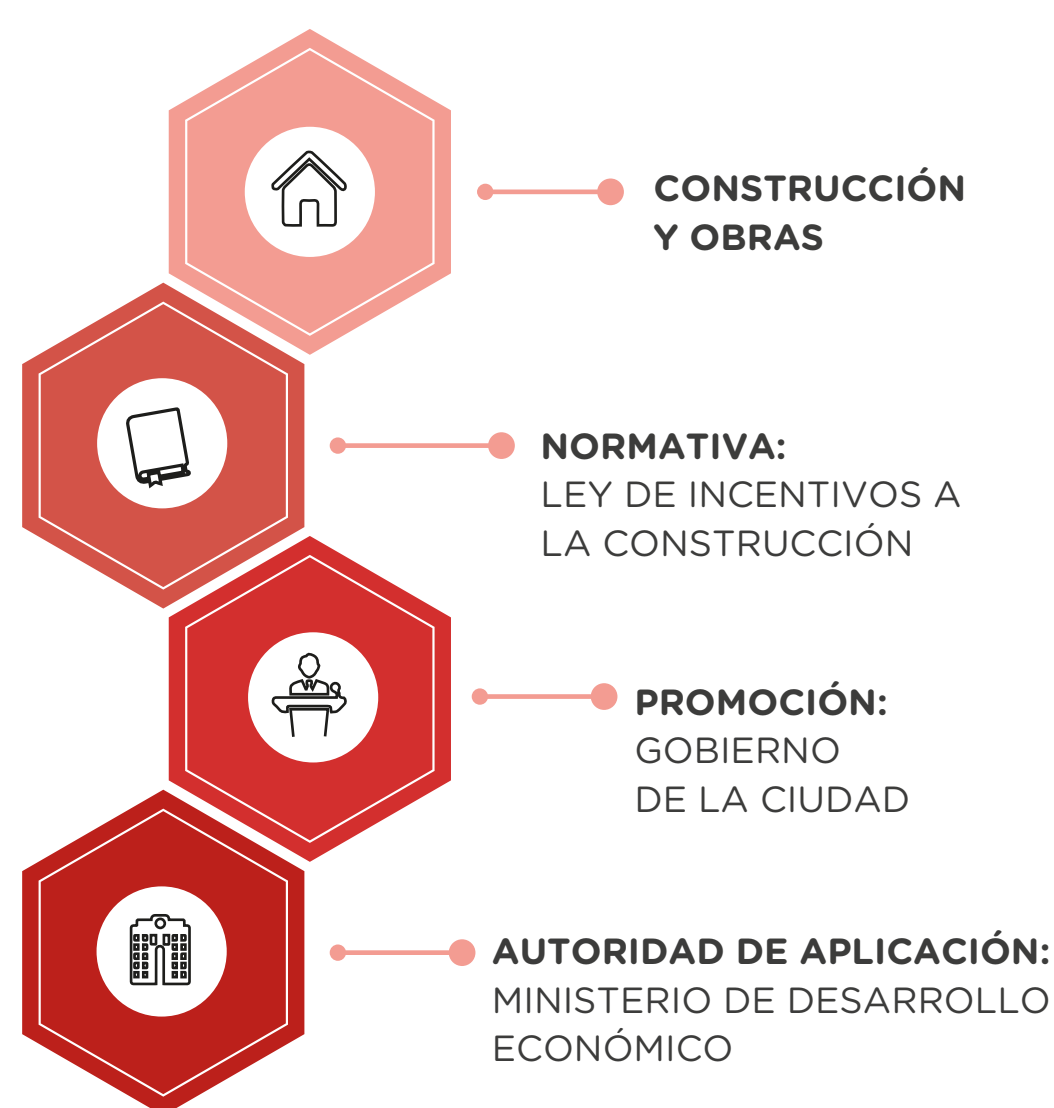 CONSTRUCCIÓN
Y OBRAS
NORMATIVA:
LEY DE INCENTIVOS A
LA CONSTRUCCIÓN
PROMOCIÓN:
GOBIERNO
DE LA CIUDAD
AUTORIDAD DE APLICACIÓN:
MINISTERIO DE DESARROLLO
ECONÓMICO